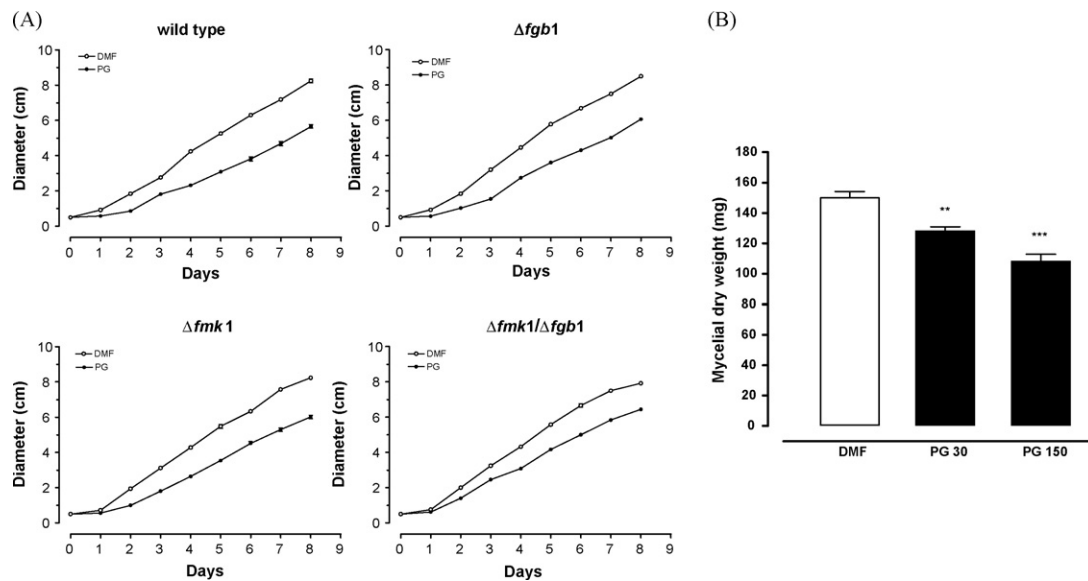 (A)
wild type
DMF
PG
Diameter (cm)
10
8
6
4
2
0
0 1 2 3 4 5 6 7 8 9
Days
Δfgb1
DMF
PG
Diameter (cm)
10
8
6
4
2
0
0 1 2 3 4 5 6 7 8 9
Days
Δfmk1
DMF
PG
Diameter (cm)
10
8
6
4
2
0
0 1 2 3 4 5 6 7 8 9
Days
Δfmk1/Δfgb1
DMF
PG
Diameter (cm)
10
8
6
4
2
0
0 1 2 3 4 5 6 7 8 9
Days
(B)
Mycelial dry weight (mg)
180
160
140
120
100
80
60
40
20
0
**
***
DMF PG 30 PG 150